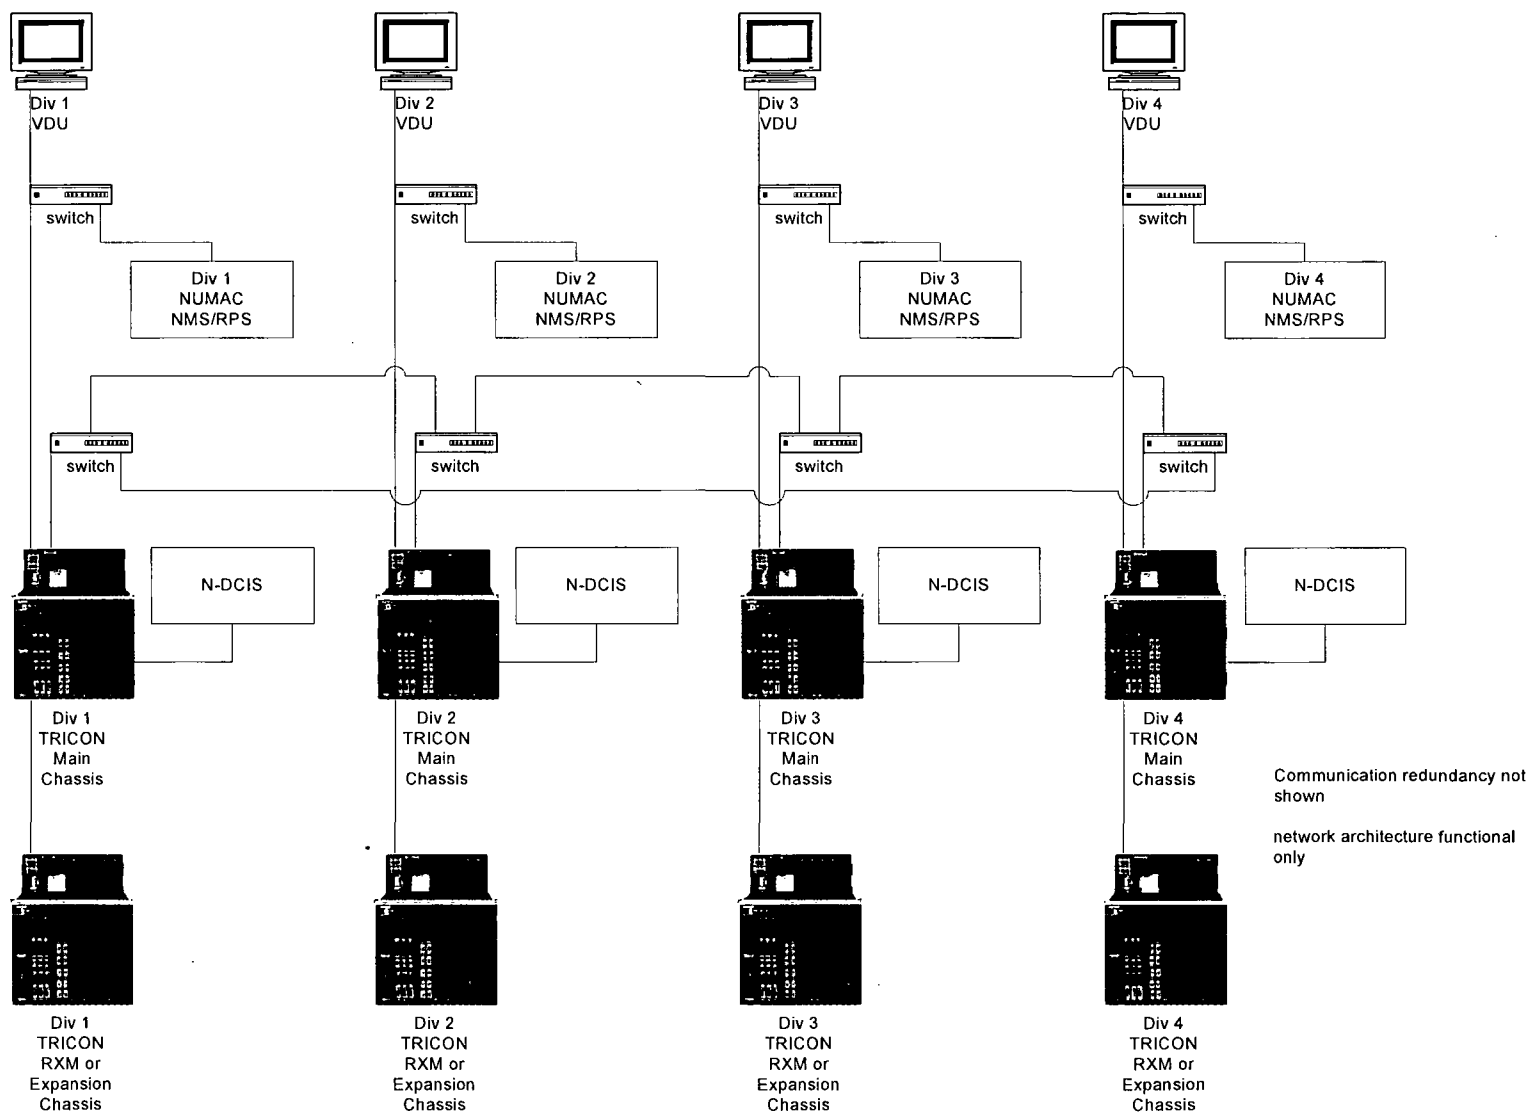 Div 1
VDU
Div 2
VDU
Div 3
VDU
Div 4
VDU
switch
switch
switch
switch
Div 1
NUMAC
NMS/RPS
Div 2
NUMAC
NMS/RPS
Div 3
NUMAC
NMS/RPS
Div 4
NUMAC
NMS/RPS
switch
switch
switch
switch
N-DCIS
N-DCIS
N-DCIS
N-DCIS
Div 1
TRICON
Main
Chassis
Div 2
TRICON
Main
Chassis
Div 3
TRICON
Main
Chassis
Div 4
TRICON
Main
Chassis
Communication redundancy not
shown
network architecture functional
only
Div 1
TRICON
RXM or
Expansion
Chassis
Div 2
TRICON
RXM or
Expansion
Chassis
Div 3
TRICON
RXM or
Expansion
Chassis
Div 4
TRICON
RXM or
Expansion
Chassis